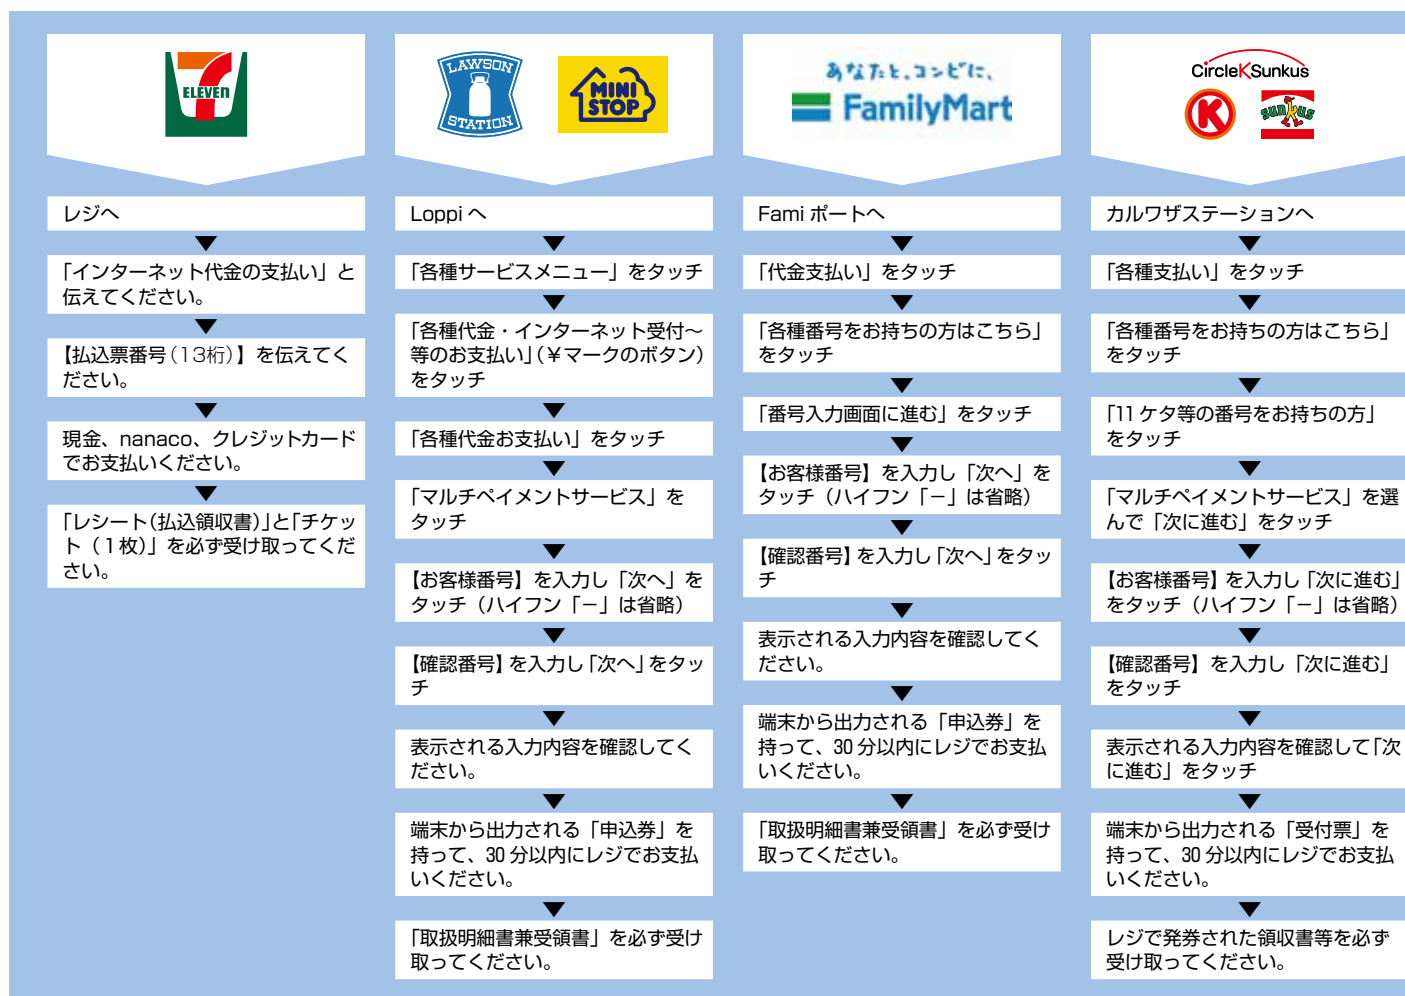 ELEVEN
レジへ
「インターネット代金の支払い」と
伝えてください。
【払込票番号(13桁)】を伝えてく
ださい。
現金、nanaco、クレジットカード
でお支払いください。
「レシート(払込領収書)」と「チケッ
ト（1枚）」を必ず受け取ってくだ
さい。
LAWSON
STATION
MINI
STOP
Loppi へ
「各種サービスメニュー」をタッチ
「各種代金・インターネット受付～
等のお支払い」(￥マークのボタン)
をタッチ
「各種代金お支払い」をタッチ
「マルチペイメントサービス」を
タッチ
【お客様番号】を入力し「次へ」を
タッチ（ハイフン「－」は省略）
【確認番号】を入力し「次へ」をタッ
チ
表示される入力内容を確認してく
ださい。
端末から出力される「申込券」を
持って、30 分以内にレジでお支払
いください。
「取扱明細書兼受領書」を必ず受け
取ってください。
あなたと、コンビに、
FamilyMart
Fami ポートへ
「代金支払い」をタッチ
「各種番号をお持ちの方はこちら」
をタッチ
「番号入力画面に進む」をタッチ
【お客様番号】を入力し「次へ」を
タッチ（ハイフン「－」は省略）
【確認番号】を入力し「次へ」をタッ
チ
表示される入力内容を確認してく
ださい。
端末から出力される「申込券」を
持って、30 分以内にレジでお支払
いください。
「取扱明細書兼受領書」を必ず受け
取ってください。
CircleKSunkus
K
sunkus
カルワザステーションへ
「各種支払い」をタッチ
「各種番号をお持ちの方はこちら」
をタッチ
「11 ケタ等の番号をお持ちの方」
をタッチ
「マルチペイメントサービス」を選
んで「次に進む」をタッチ
【お客様番号】を入力し「次に進む」
をタッチ（ハイフン「－」は省略）
【確認番号】を入力し「次に進む」
をタッチ
表示される入力内容を確認して「次
に進む」をタッチ
端末から出力される「受付票」を
持って、30 分以内にレジでお支払
いください。
レジで発券された領収書等を必ず
受け取ってください。